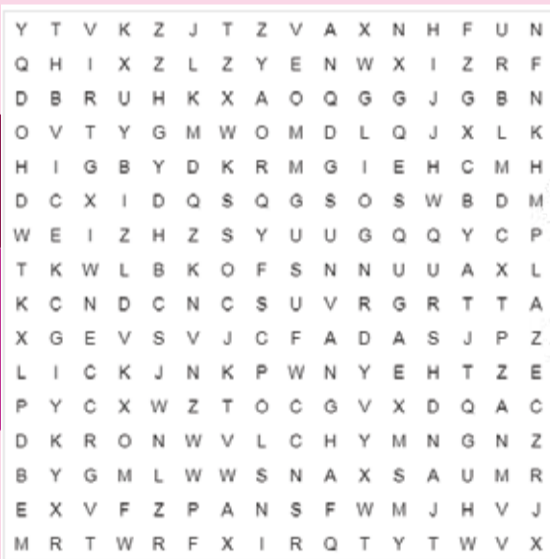 Y T V K Z J T Z V A X N H F U N
Q H I X Z L Z Y E N W X I Z R F
D B R U H K X A O Q G G J G B N
O V T Y G M W O M D L Q J X L K
H I G B Y D K R M G I E H C M H
D C X I D Q S Q G S O S W B D M
W E I Z H Z S Y U U G Q Q Y C P
T K W L B K O F S N N U U A X L
K C N D C N C S U V R G R T T A
X G E V S V J C F A D A S J P Z
L I C K J N K P W N Y E H T Z E
P Y C X W Z T O C G V X D Q A C
D K R O N W V L C H Y M N G N Z
B Y G M L W W S N A X S A U M R
E X V F Z P A N S F W M J H V J
M R T W R F X I R Q T Y T W V X